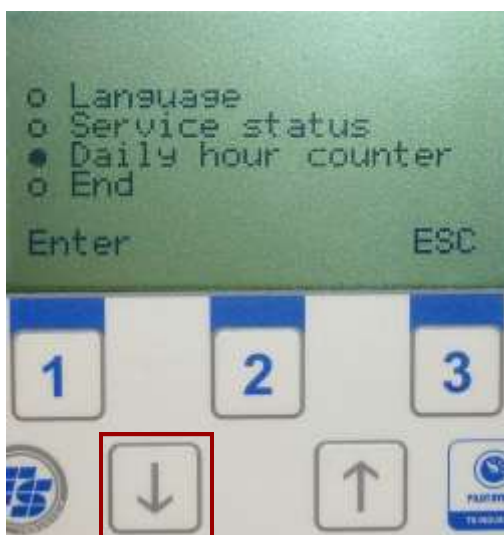 Language
Service status
Daily hour counter
End
Enter ESC
1 2 3